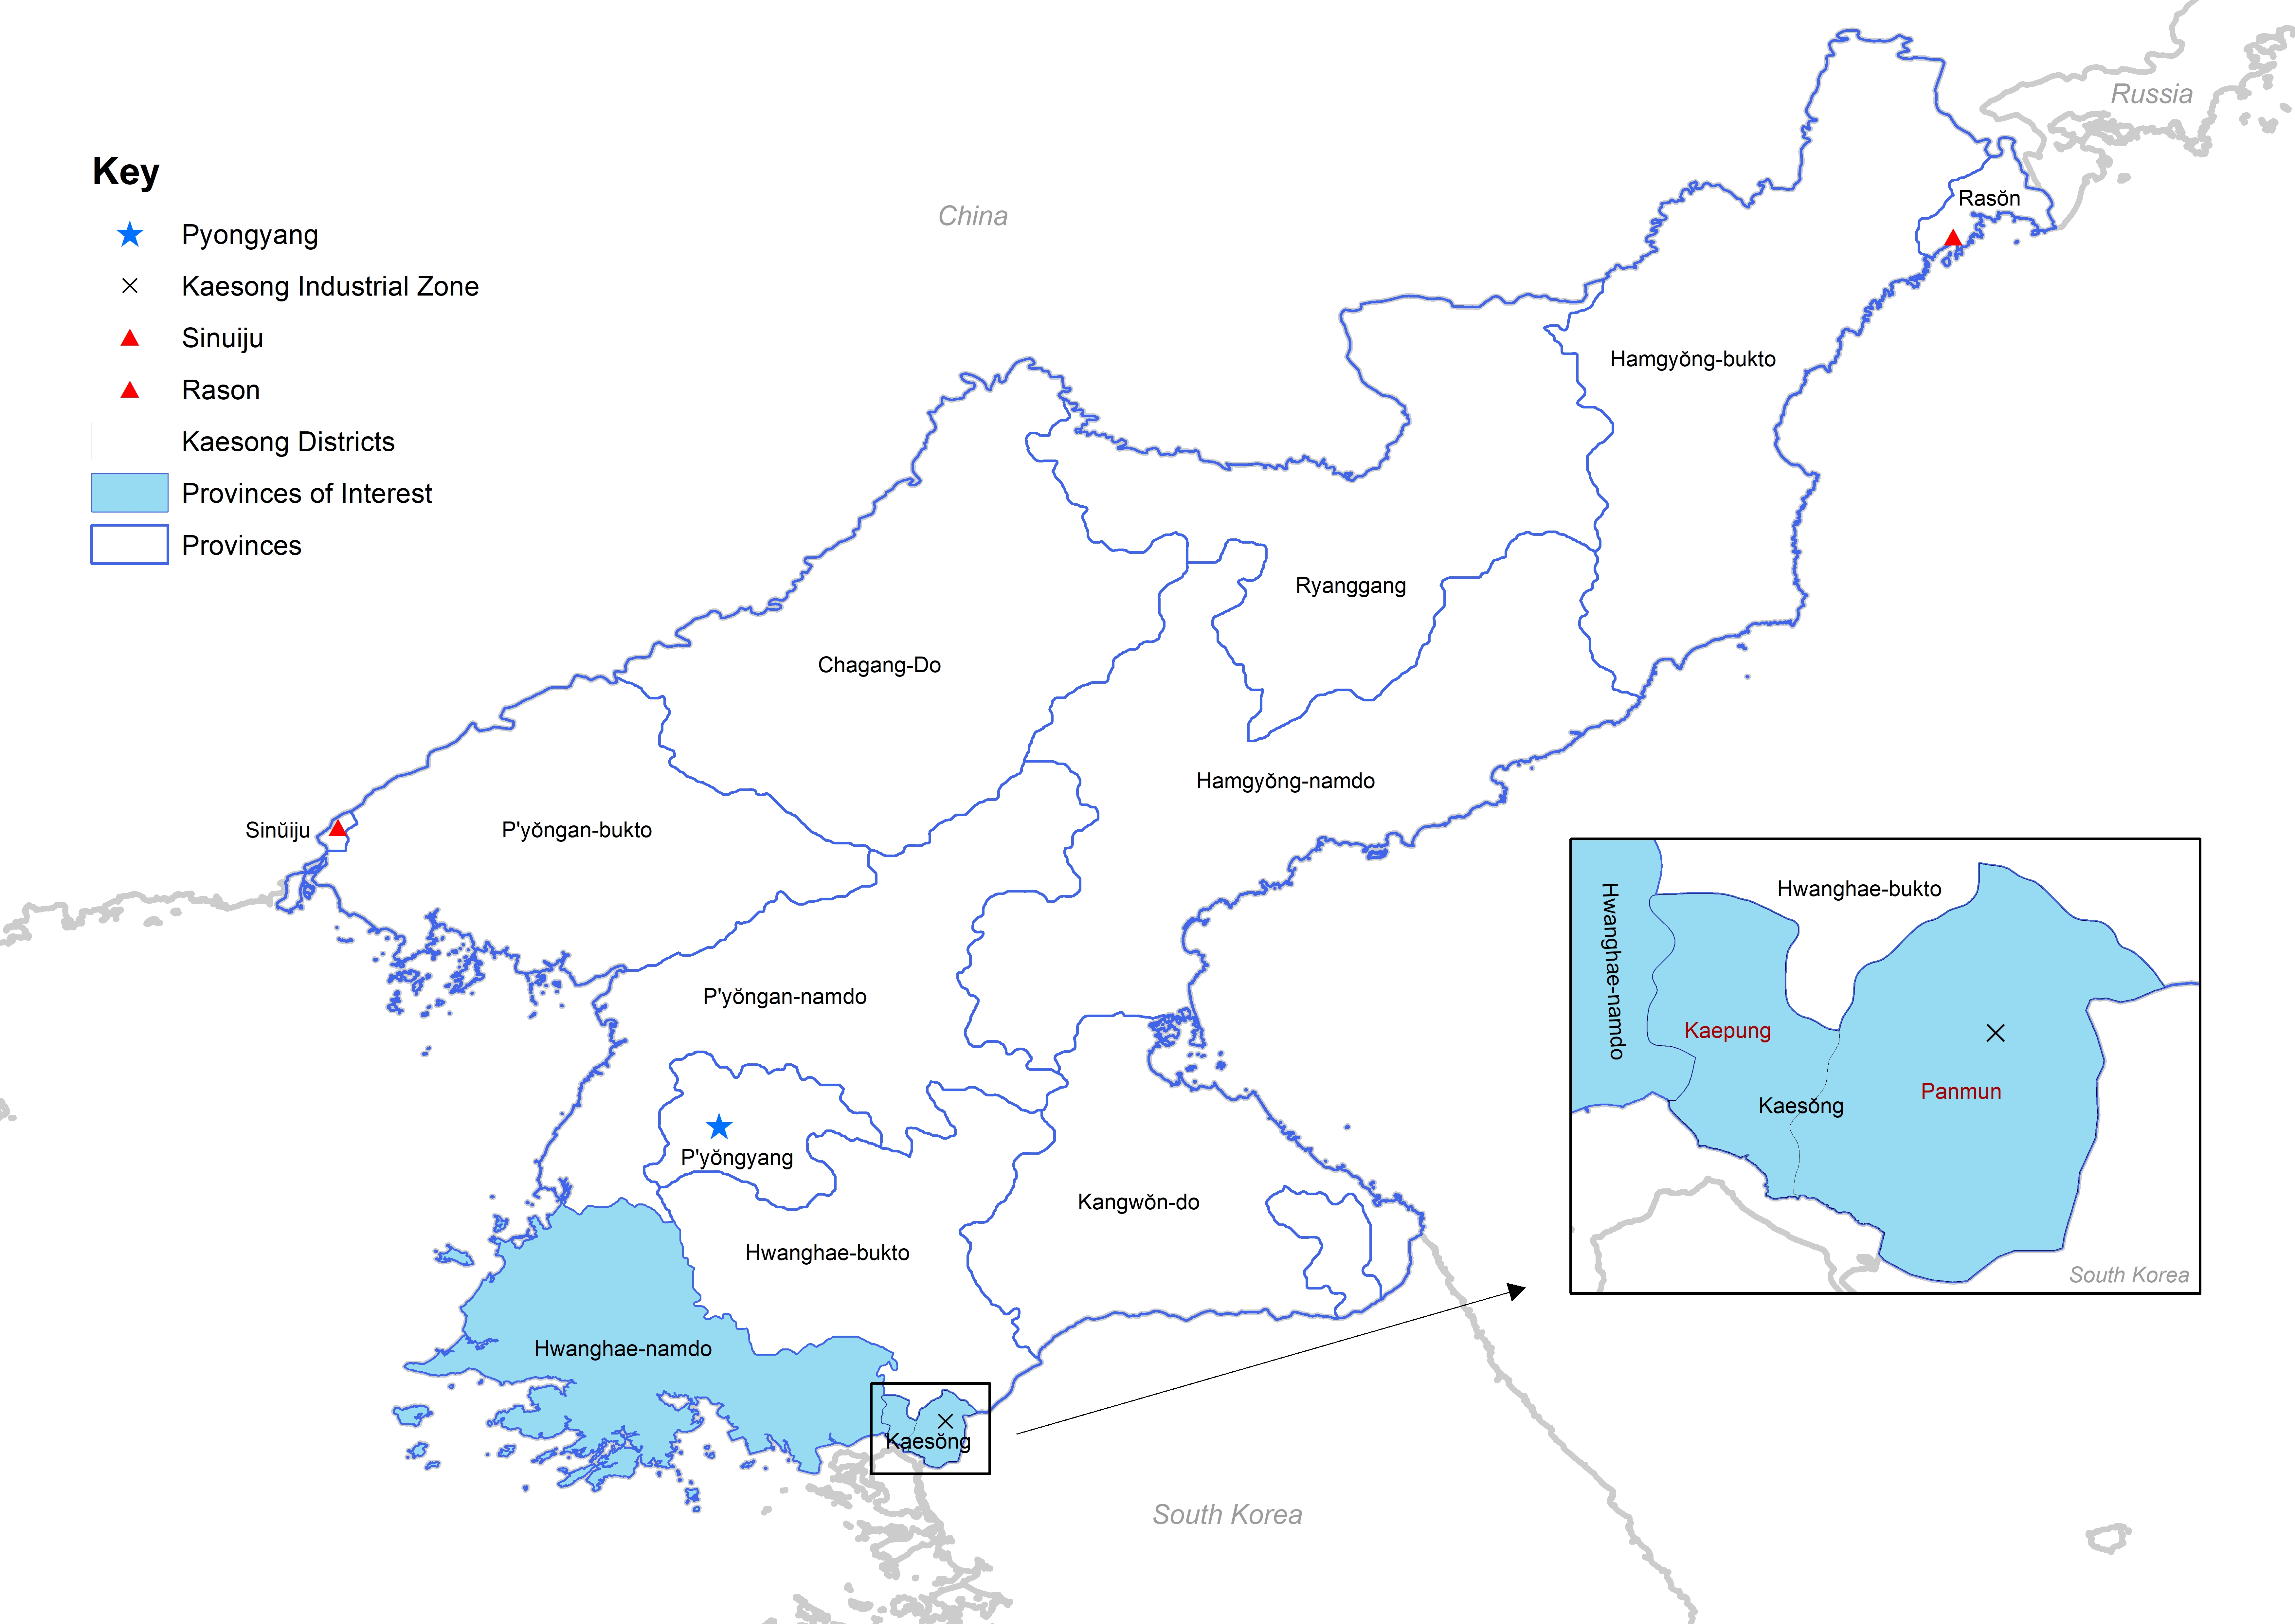 Key
Pyongyang
Kaesong Industrial Zone
Sinuiju
Rason
Kaesong Districts
Provinces of Interest
Provinces
China
Russia
Rasŏn
Hamgyŏng-bukto
Ryanggang
Chagang-Do
Hamgyŏng-namdo
Sinŭiju
P'yŏngan-bukto
P'yŏngan-namdo
P'yŏngyang
Kangwŏn-do
Hwanghae-bukto
Hwanghae-namdo
Kaesŏng
South Korea
Hwanghae-bukto
Hwanghae-namdo
Kaepung
Panmun
Kaesŏng
South Korea